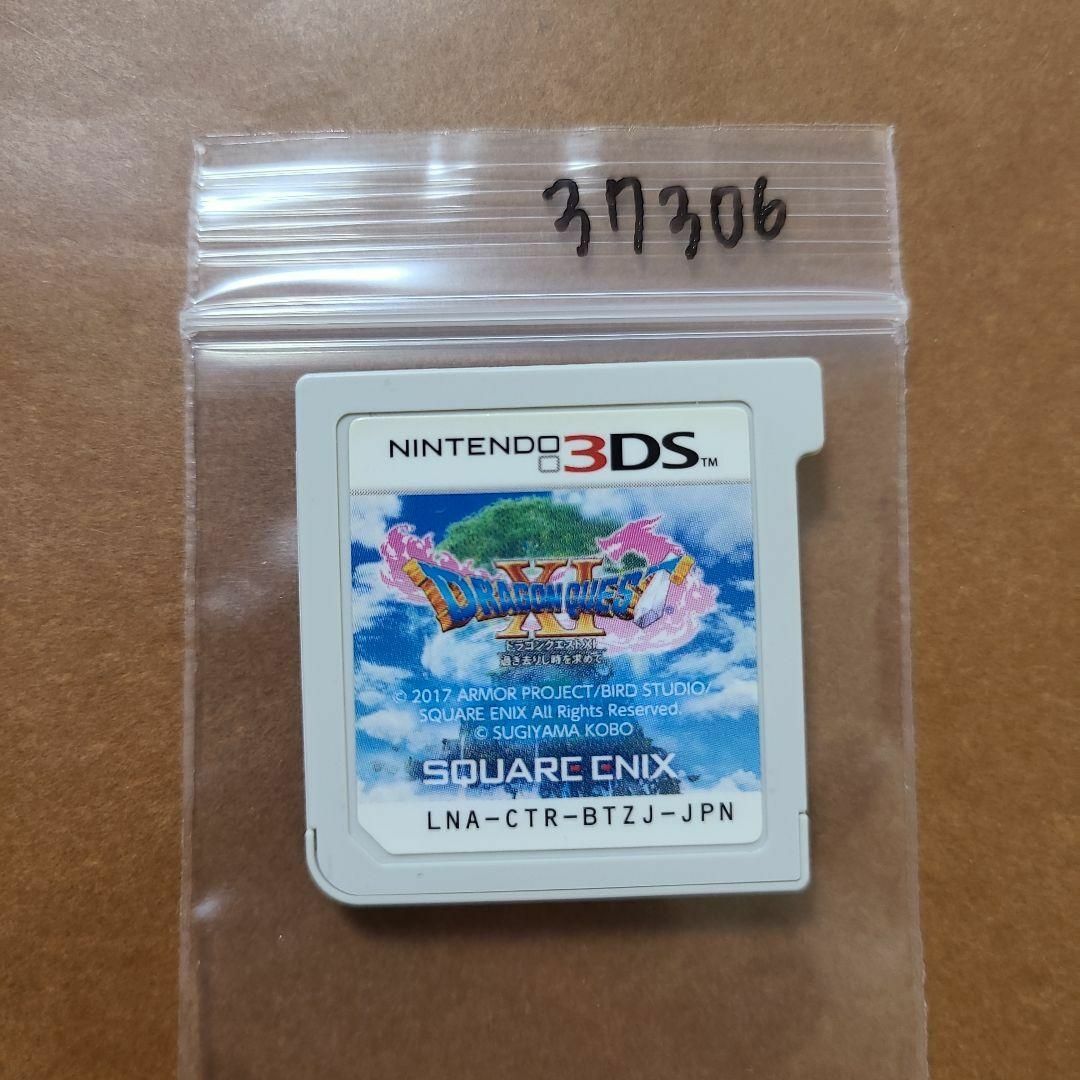 37306
NINTENDO 3DS™
DRAGON QUEST
XI
ドラゴンクエストXI
過ぎ去りし時を求めて
© 2017 ARMOR PROJECT/BIRD STUDIO/
SQUARE ENIX All Rights Reserved.
© SUGIYAMA KOBO
SQUARE ENIX®
LNA-CTR-BTZJ-JPN